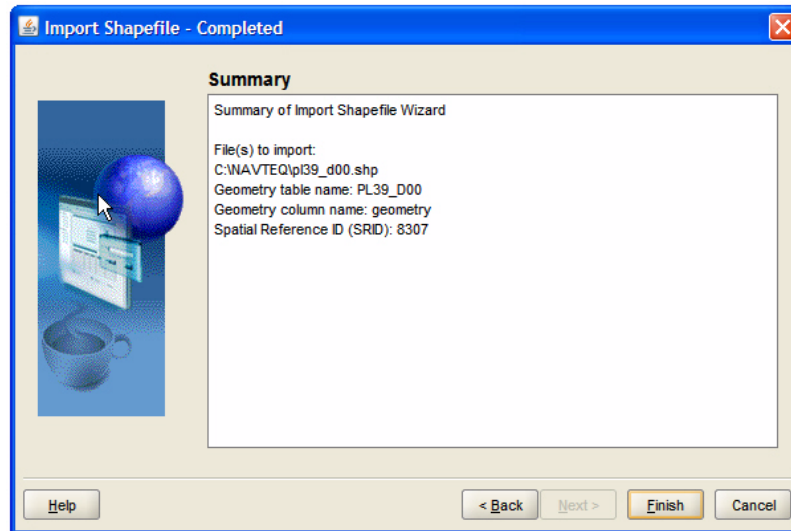 Import Shapefile - Completed
Summary
Summary of Import Shapefile Wizard
File(s) to import:
C:\NAVTEQ\pl39_d00.shp
Geometry table name: PL39_D00
Geometry column name: geometry
Spatial Reference ID (SRID): 8307
Help
< Back
Next >
Finish
Cancel